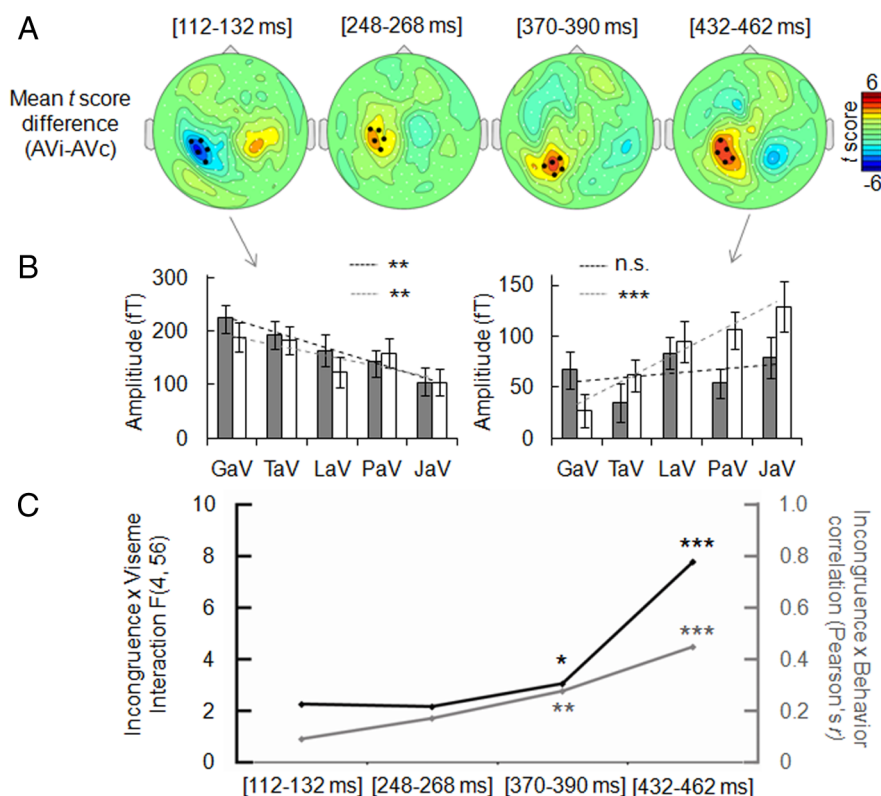 A
[112-132 ms] [248-268 ms] [370-390 ms] [432-462 ms]
Mean t score
difference
(AVi-AVc)
6
t score
-6
B
Amplitude (fT)
300
200
100
0
**
**
GaV TaV LaV PaV JaV
Amplitude (fT)
150
100
50
0
n.s.
***
GaV TaV LaV PaV JaV
C
Incongruence x Viseme
Interaction F(4, 56)
10
8
6
4
2
0
*
**
***
***
1.0
0.8
0.6
0.4
0.2
0
Incongruence x Behavior
correlation (Pearson's r)
[112-132 ms] [248-268 ms] [370-390 ms] [432-462 ms]